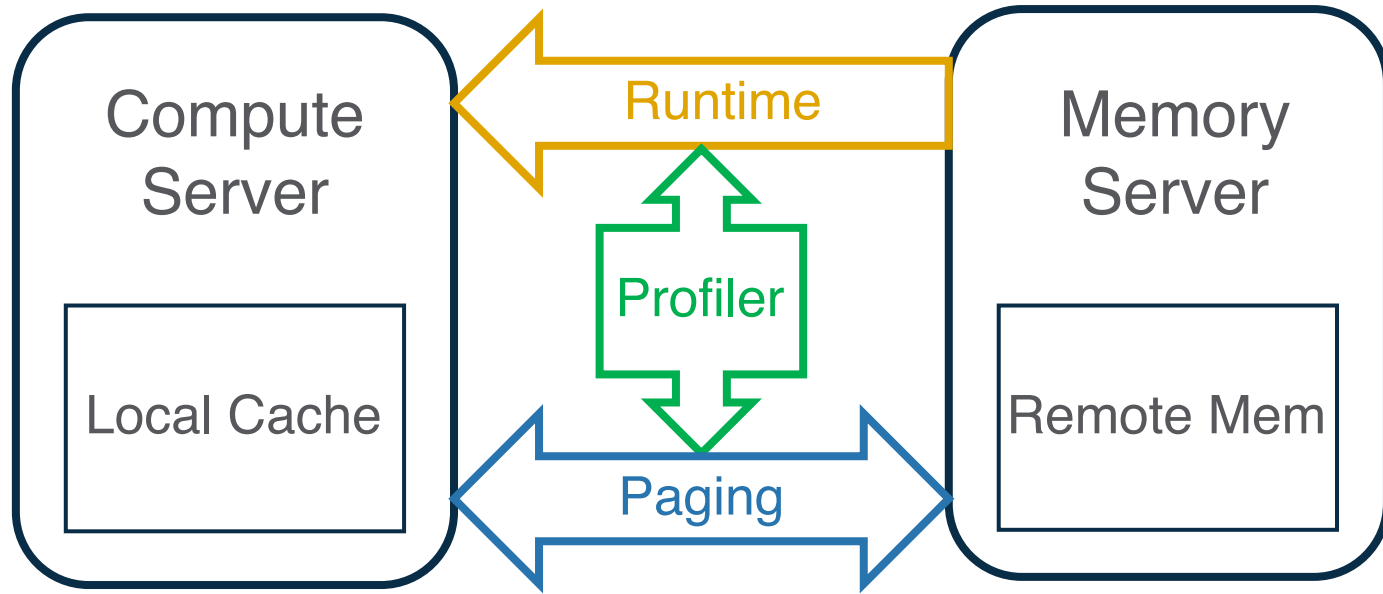 Compute
Server
Local Cache
Runtime
Profiler
Paging
Memory
Server
Remote Mem